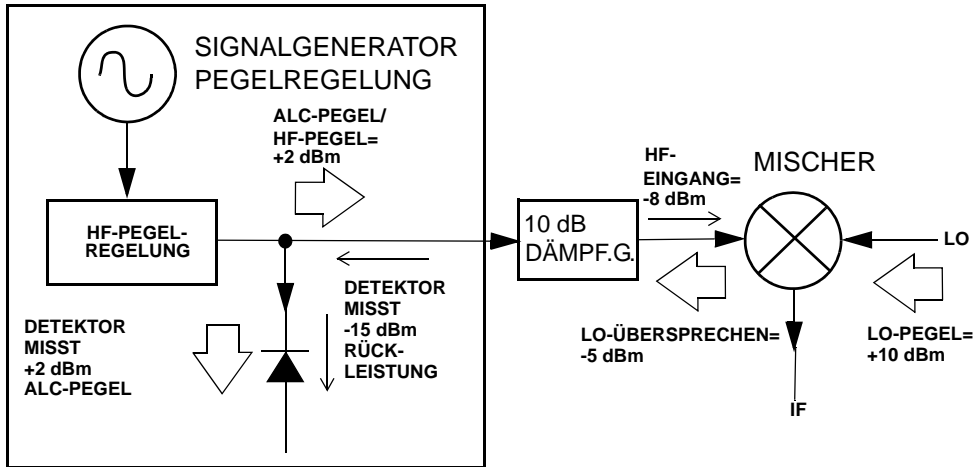 SIGNALGENERATOR
PEGELREGELUNG
ALC-PEGEL/
HF-PEGEL=
+2 dBm
HF-PEGEL-
REGELUNG
DETEKTOR
MISST
+2 dBm
ALC-PEGEL
DETEKTOR
MISST
-15 dBm
RÜCK-
LEISTUNG
10 dB
DÄMPF.G.
HF-
EINGANG=
-8 dBm
MISCHER
LO
LO-ÜBERSPRECHEN=
-5 dBm
LO-PEGEL=
+10 dBm
IF